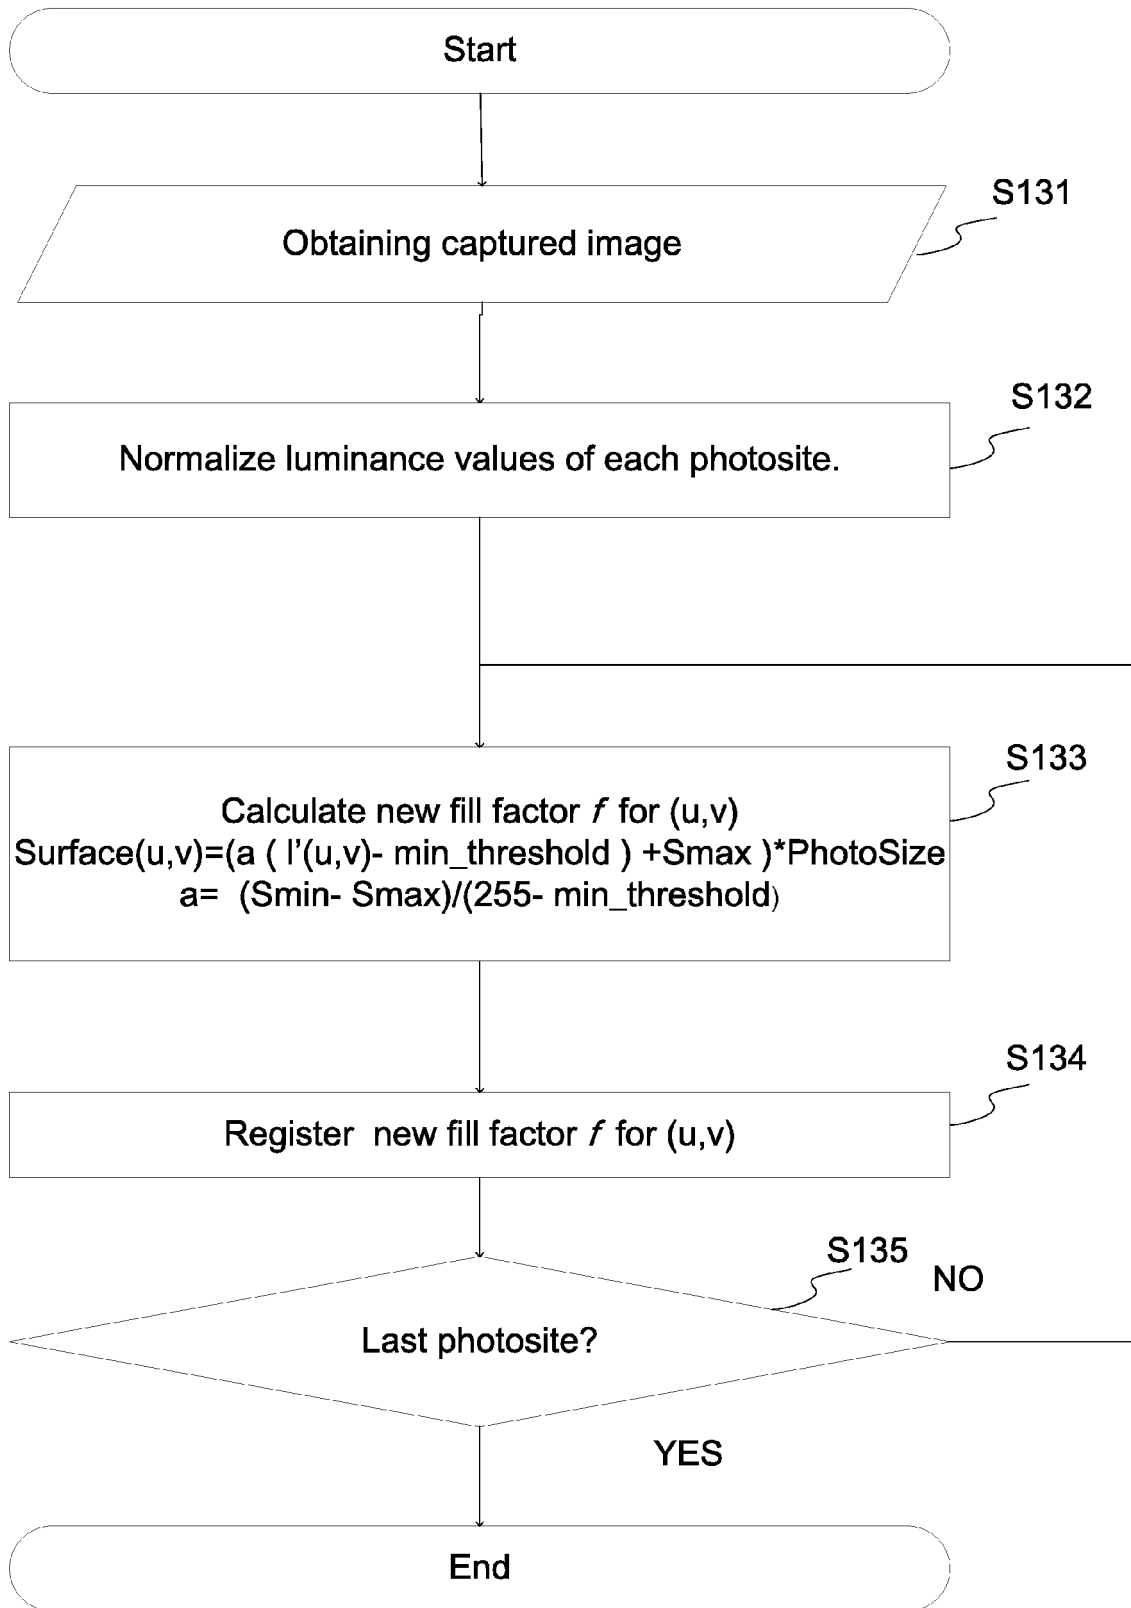 Start
S131
Obtaining captured image
S132
Normalize luminance values of each photosite.
S133
Calculate new fill factor f for (u,v)
Surface(u,v)=(a ( I'(u,v)- min_threshold ) +Smax )*PhotoSize
a= (Smin- Smax)/(255- min_threshold)
S134
Register new fill factor f for (u,v)
S135
NO
Last photosite?
YES
End